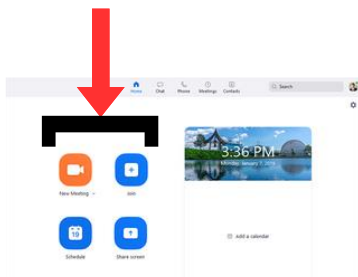 Home Chat Phone Meetings Contacts Search
3:36 PM
Monday, January 7, 2019
New Meeting Join
19
Add a calendar
Schedule Share screen